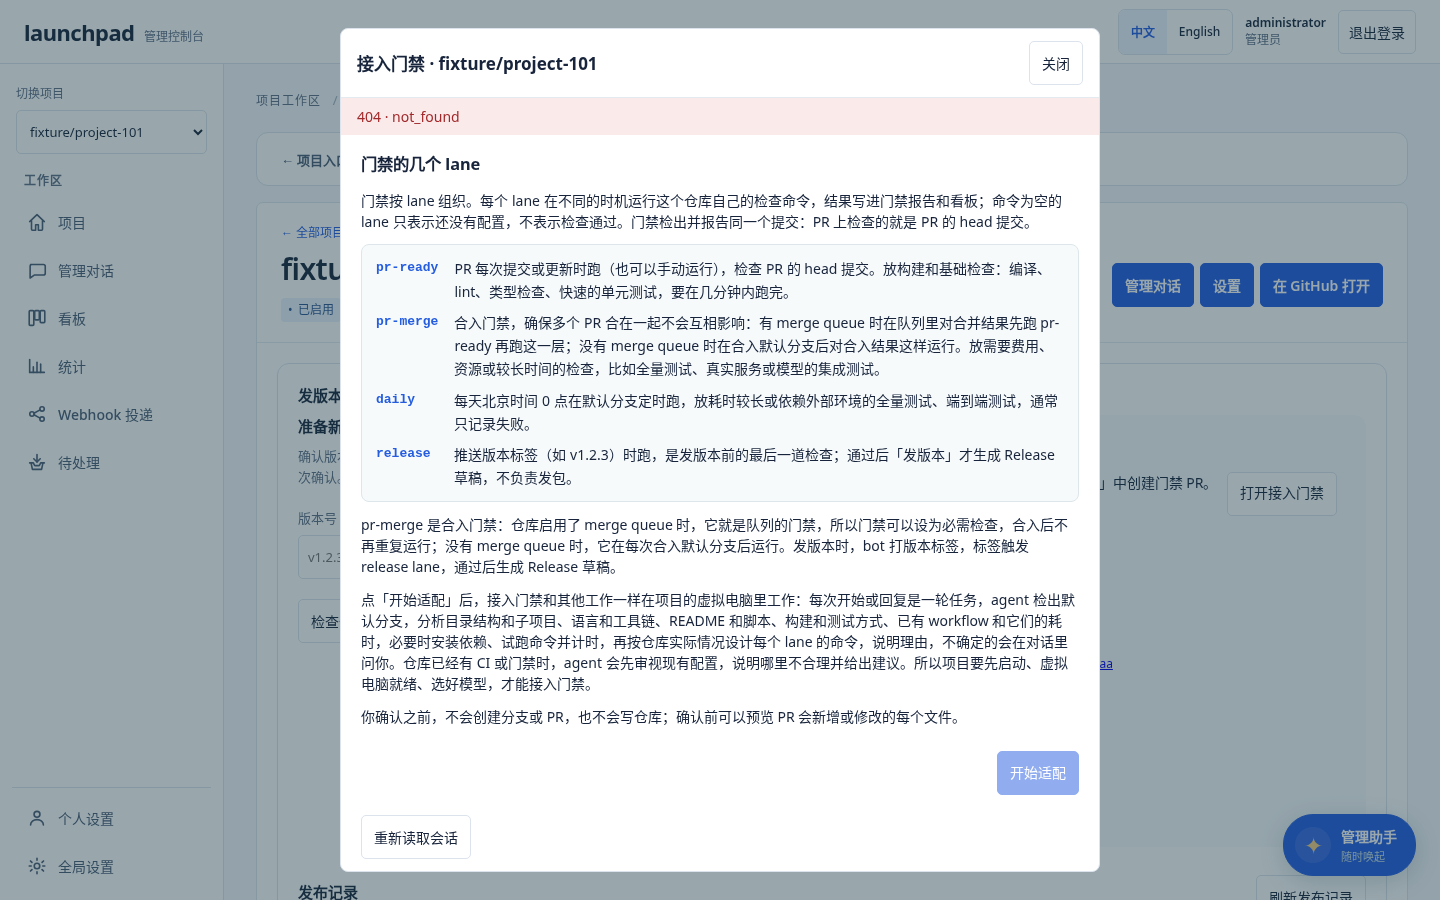 launchpad 管理控制台
中文 English
administrator
管理员
退出登录
切换项目
fixture/project-101
工作区
项目
管理对话
看板
统计
Webhook 投递
待处理
个人设置
全局设置
项目工作区 /
← 项目入
← 全部项目
fixtu
• 已启用
管理对话 设置 在 GitHub 打开
发版本
准备新
确认版本
次确认。
版本号
v1.2.3
检查
」中创建门禁 PR。
打开接入门禁
aa
发布记录
刷新发布记录
接入门禁 · fixture/project-101
关闭
404 · not_found
门禁的几个 lane
门禁按 lane 组织。每个 lane 在不同的时机运行这个仓库自己的检查命令，结果写进门禁报告和看板；命令为空的
lane 只表示还没有配置，不表示检查通过。门禁检出并报告同一个提交：PR 上检查的就是 PR 的 head 提交。
pr-ready PR 每次提交或更新时跑（也可以手动运行），检查 PR 的 head 提交。放构建和基础检查：编译、
lint、类型检查、快速的单元测试，要在几分钟内跑完。
pr-merge 合入门禁，确保多个 PR 合在一起不会互相影响：有 merge queue 时在队列里对合并结果先跑 pr-
ready 再跑这一层；没有 merge queue 时在合入默认分支后对合入结果这样运行。放需要费用、
资源或较长时间的检查，比如全量测试、真实服务或模型的集成测试。
daily 每天北京时间 0 点在默认分支定时跑，放耗时较长或依赖外部环境的全量测试、端到端测试，通常
只记录失败。
release 推送版本标签（如 v1.2.3）时跑，是发版本前的最后一道检查；通过后「发版本」才生成 Release
草稿，不负责发包。
pr-merge 是合入门禁：仓库启用了 merge queue 时，它就是队列的门禁，所以门禁可以设为必需检查，合入后不
再重复运行；没有 merge queue 时，它在每次合入默认分支后运行。发版本时，bot 打版本标签，标签触发
release lane，通过后生成 Release 草稿。
点「开始适配」后，接入门禁和其他工作一样在项目的虚拟电脑里工作：每次开始或回复是一轮任务，agent 检出默
认分支，分析目录结构和子项目、语言和工具链、README 和脚本、构建和测试方式、已有 workflow 和它们的耗
时，必要时安装依赖、试跑命令并计时，再按仓库实际情况设计每个 lane 的命令，说明理由，不确定的会在对话里
问你。仓库已经有 CI 或门禁时，agent 会先审视现有配置，说明哪里不合理并给出建议。所以项目要先启动、虚拟
电脑就绪、选好模型，才能接入门禁。
你确认之前，不会创建分支或 PR，也不会写仓库；确认前可以预览 PR 会新增或修改的每个文件。
开始适配
重新读取会话
管理助手
随时唤起